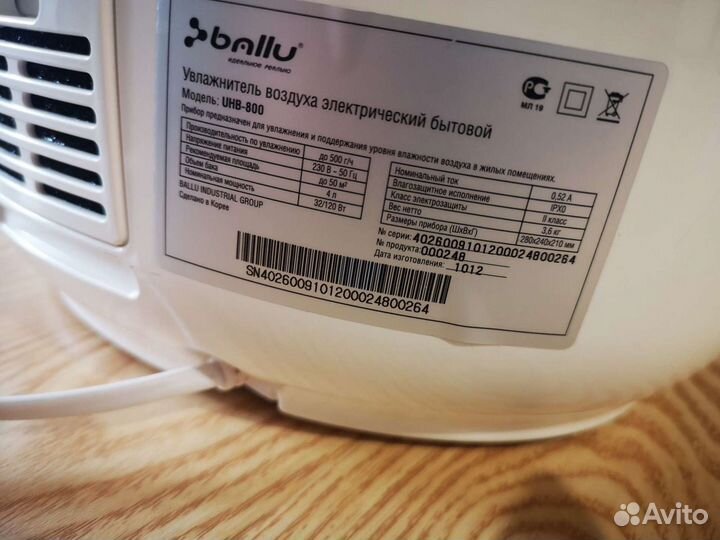 ballu®
идеальное реально
Увлажнитель воздуха электрический бытовой
Модель: UHB-800
МЛ 19
Прибор предназначен для увлажнения и поддержания уровня влажности воздуха в жилых помещениях.
Производительность по увлажнению до 500 г/ч
Напряжение питания 230 В ~ 50 Гц
Рекомендуемая площадь до 50 м²
Объем бака 4 л
Номинальная мощность 32/120 Вт
BALLU INDUSTRIAL GROUP
Сделано в Корее
Номинальный ток 0,52 А
Влагозащитное исполнение IPX0
Класс электрозащиты II класс
Вес нетто 3,6 кг
Размеры прибора (ШхВхГ) 280x240x210 мм
№ серии: 4026009101200024800264
№ продукта: 000248
Дата изготовления: 1012
SN4026009101200024800264
Avito